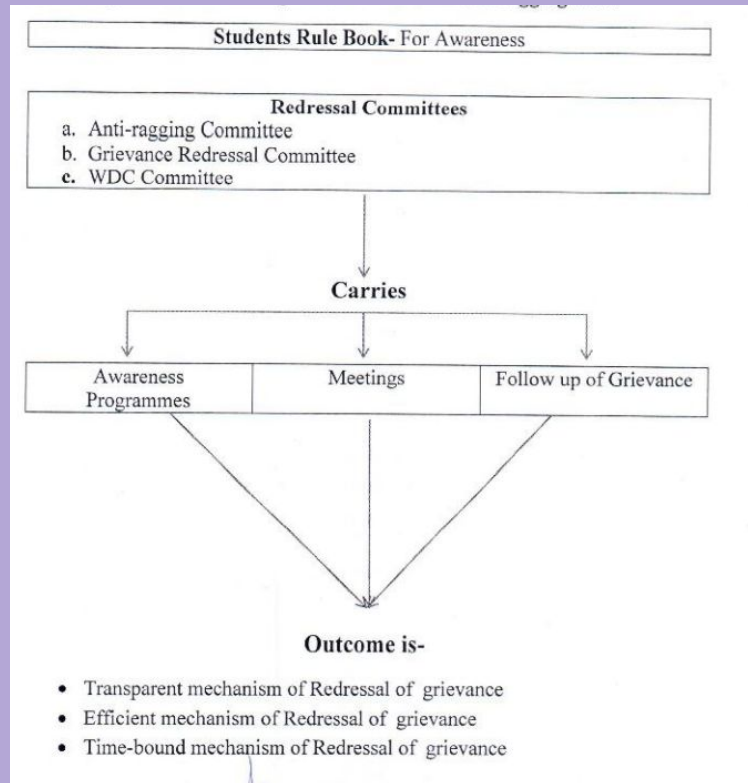 Students Rule Book- For Awareness
Redressal Committees
a. Anti-ragging Committee
b. Grievance Redressal Committee
c. WDC Committee
Carries
Awareness
Programmes
Meetings
Follow up of Grievance
Outcome is-
• Transparent mechanism of Redressal of grievance
• Efficient mechanism of Redressal of grievance
• Time-bound mechanism of Redressal of grievance